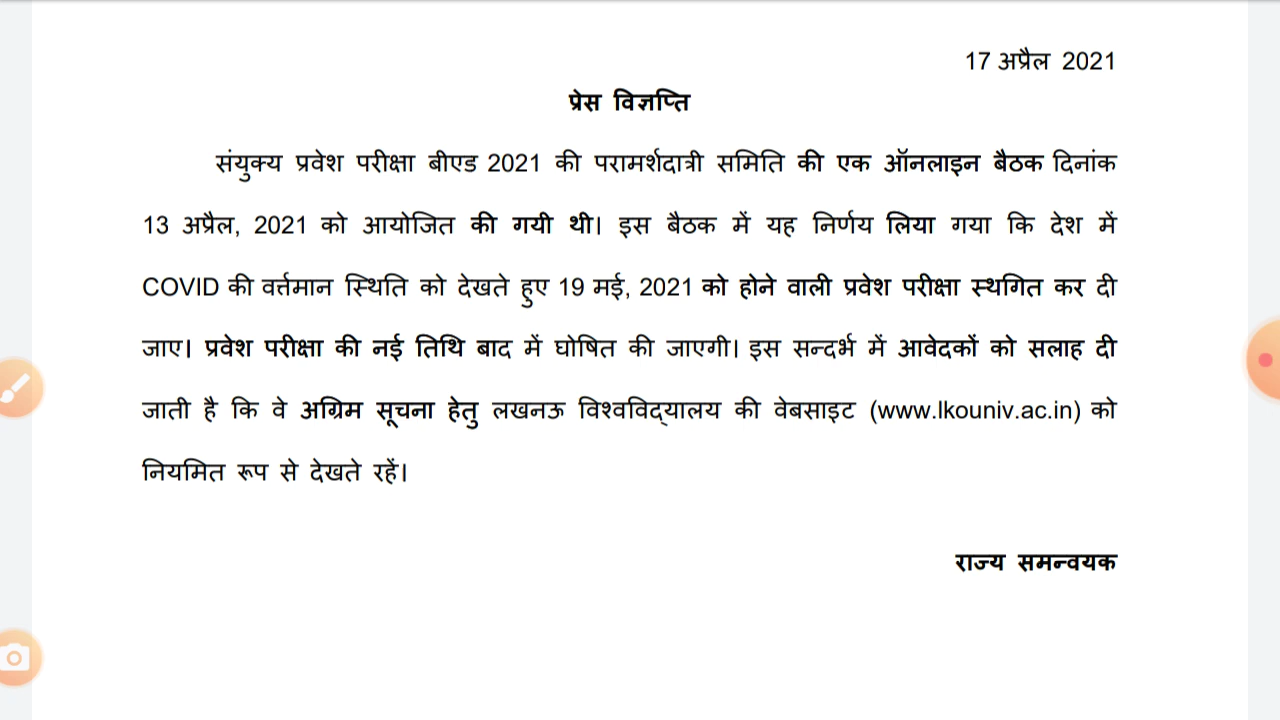 17 अप्रैल 2021
प्रेस विज्ञप्ति
संयुक्य प्रवेश परीक्षा बीएड 2021 की परामर्शदात्री समिति की एक ऑनलाइन बैठक दिनांक
13 अप्रैल, 2021 को आयोजित की गयी थी। इस बैठक में यह निर्णय लिया गया कि देश में
COVID की वर्त्तमान स्थिति को देखते हुए 19 मई, 2021 को होने वाली प्रवेश परीक्षा स्थगित कर दी
जाए। प्रवेश परीक्षा की नई तिथि बाद में घोषित की जाएगी। इस सन्दर्भ में आवेदकों को सलाह दी
जाती है कि वे अग्रिम सूचना हेतु लखनऊ विश्वविद्यालय की वेबसाइट (www.lkouniv.ac.in) को
नियमित रूप से देखते रहें।
राज्य समन्वयक